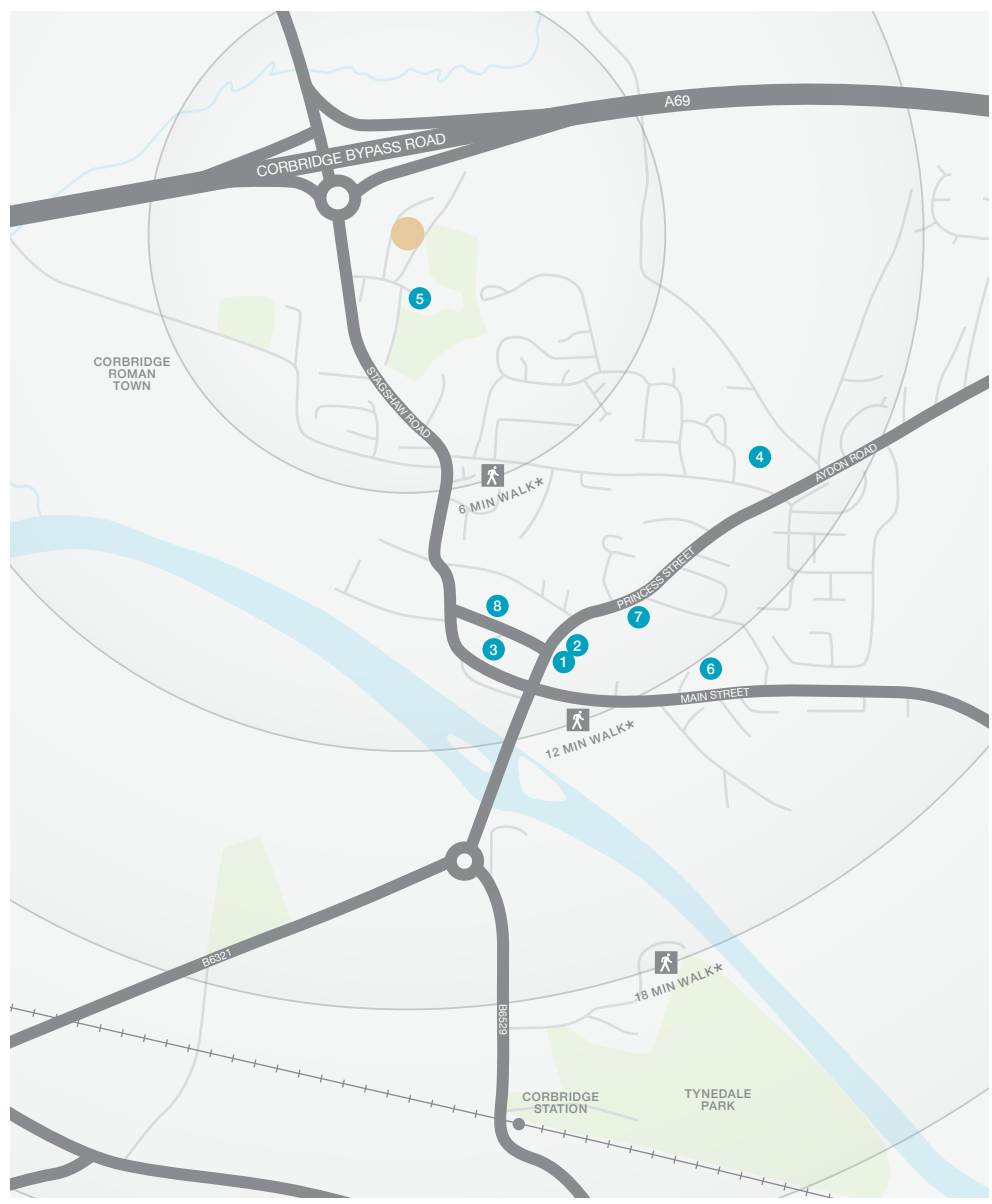 A69
CORBRIDGE BYPASS ROAD
5
CORBRIDGE
ROMAN
TOWN
STAGSHAW ROAD
4
AYDON ROAD
6 MIN WALK*
PRINCESS STREET
8
7
2
3
1
6
MAIN STREET
12 MIN WALK*
B6321
18 MIN WALK*
B6529
CORBRIDGE
STATION
TYNEDALE
PARK